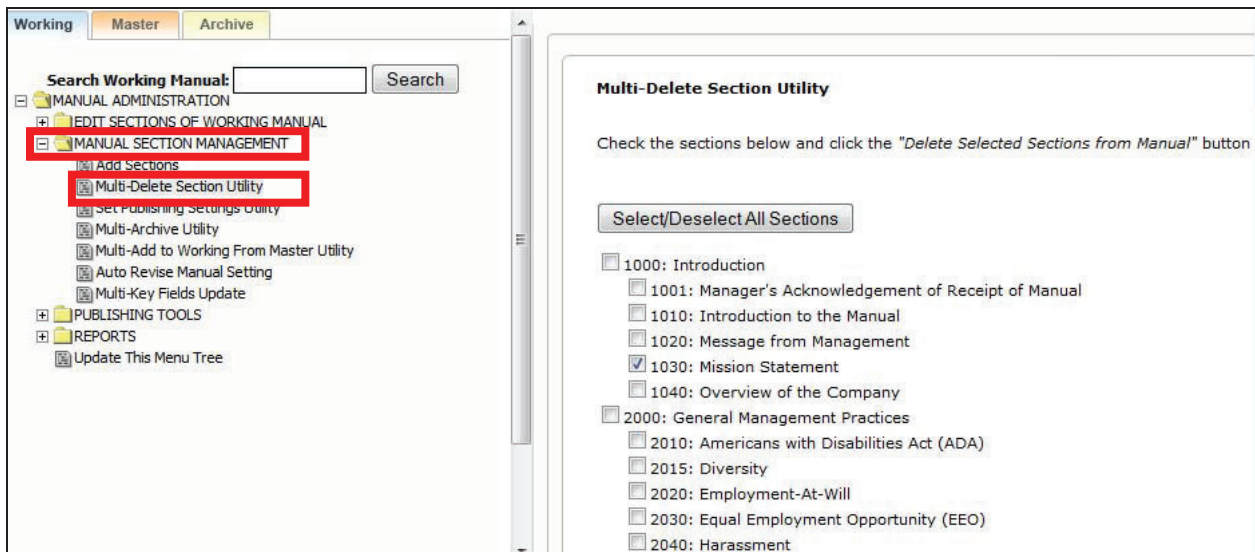 Working Master Archive
Search Working Manual: Search
MANUAL ADMINISTRATION
EDIT SECTIONS OF WORKING MANUAL
MANUAL SECTION MANAGEMENT
Add Sections
Multi-Delete Section Utility
Set Publishing Settings Utility
Multi-Archive Utility
Multi-Add to Working From Master Utility
Auto Revise Manual Setting
Multi-Key Fields Update
PUBLISHING TOOLS
REPORTS
Update This Menu Tree
Multi-Delete Section Utility
Check the sections below and click the "Delete Selected Sections from Manual" button
Select/Deselect All Sections
1000: Introduction
1001: Manager's Acknowledgement of Receipt of Manual
1010: Introduction to the Manual
1020: Message from Management
1030: Mission Statement
1040: Overview of the Company
2000: General Management Practices
2010: Americans with Disabilities Act (ADA)
2015: Diversity
2020: Employment-At-Will
2030: Equal Employment Opportunity (EEO)
2040: Harassment